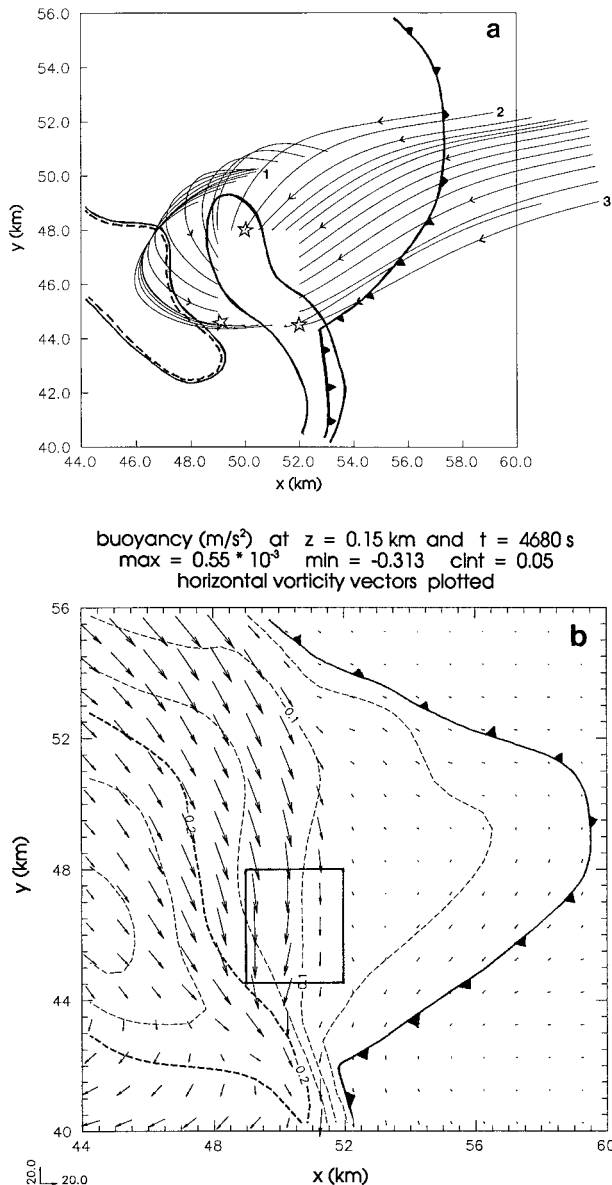 56.0
a
54.0
52.0
2
50.0
1
3
48.0
y (km)
46.0
44.0
42.0
40.0
44.0 46.0 48.0 50.0 52.0 54.0 56.0 58.0 60.0
x (km)
buoyancy (m/s²) at z = 0.15 km and t = 4680 s
max = 0.55 * 10⁻³ min = -0.313 cint = 0.05
horizontal vorticity vectors plotted
56
b
-0.1
52
-0.2
y (km)
48
-0.1
44
-0.2
40
44 48 52 56 60
x (km)
20.0
20.0